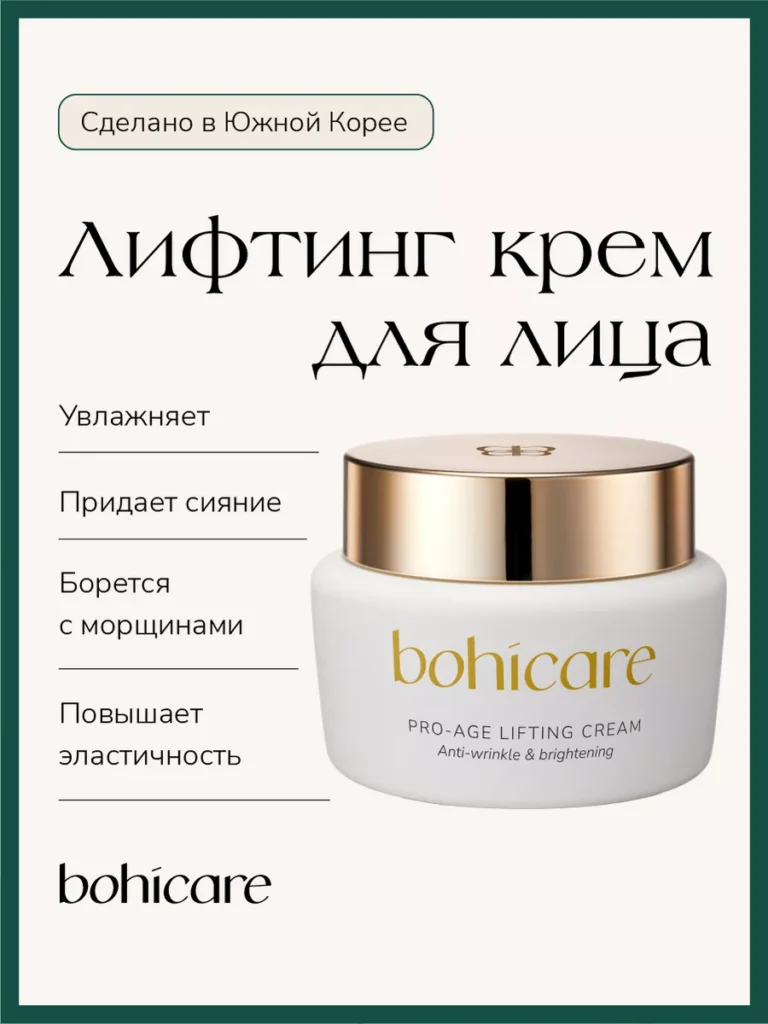 Сделано в Южной Корее
Лифтинг крем
для лица
Увлажняет
Придает сияние
Борется
с морщинами
Повышает
эластичность
bohicare
PRO-AGE LIFTING CREAM
Anti-wrinkle & brightening
bohicare